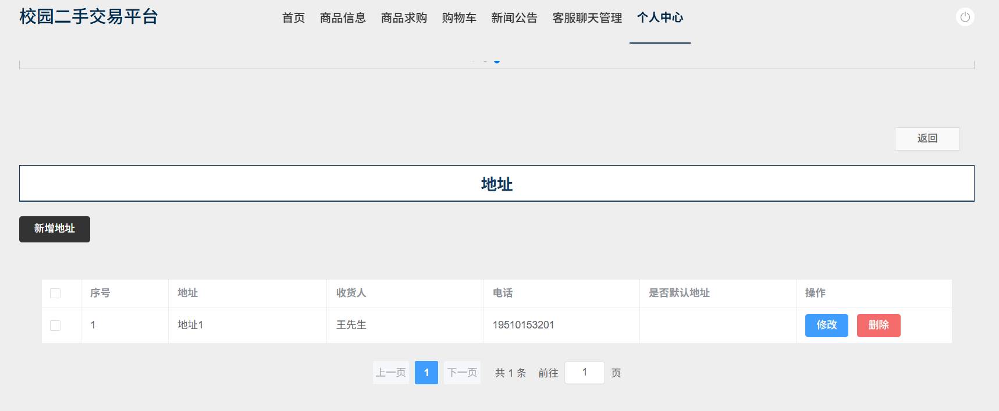 校园二手交易平台
首页 商品信息 商品求购 购物车 新闻公告 客服聊天管理 个人中心
返回
地址
新增地址
序号 地址 收货人 电话 是否默认地址 操作
1 地址1 王先生 19510153201 修改 删除
上一页 1 下一页 共 1 条 前往 1 页